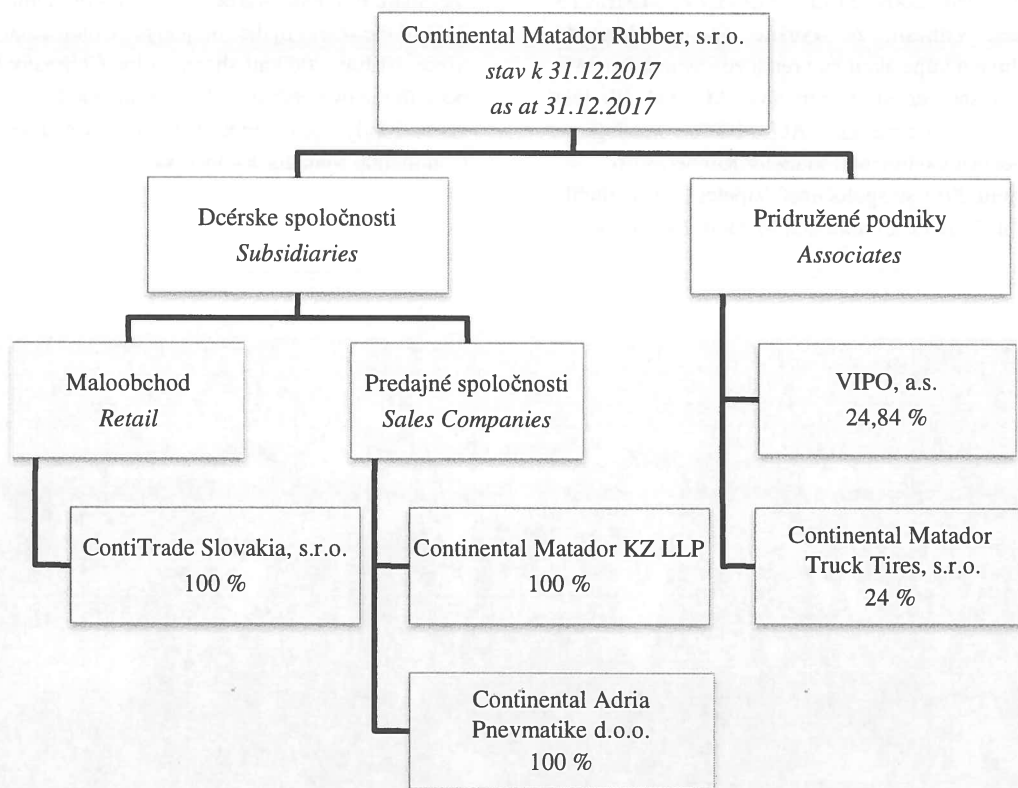 Continental Matador Rubber, s.r.o.
stav k 31.12.2017
as at 31.12.2017
Dcérske spoločnosti
Subsidiaries
Pridružené podniky
Associates
Maloobchod
Retail
Predajné spoločnosti
Sales Companies
VIPO, a.s.
24,84 %
ContiTrade Slovakia, s.r.o.
100 %
Continental Matador KZ LLP
100 %
Continental Matador
Truck Tires, s.r.o.
24 %
Continental Adria
Pnevmatike d.o.o.
100 %